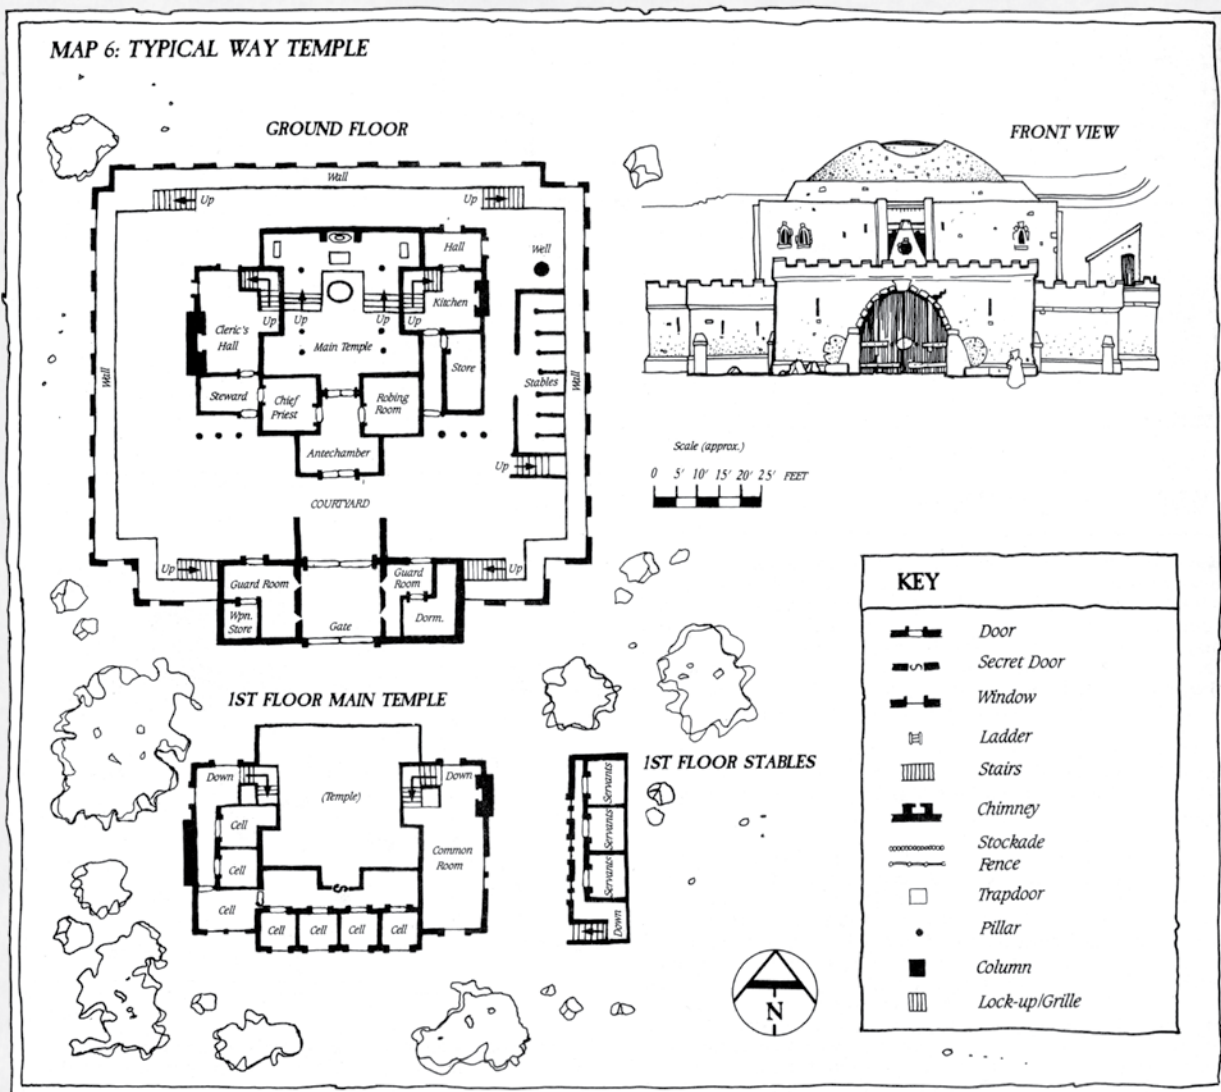 MAP 6: TYPICAL WAY TEMPLE
GROUND FLOOR
FRONT VIEW
Wall
Up
Up
Hall
Well
Kitchen
Up
Up
Up
Up
Cleric's
Hall
Main Temple
Store
Wall
Wall
Stables
Steward
Chief
Priest
Robing
Room
Antechamber
Up
COURTYARD
Up
Guard Room
Guard
Room
Up
Wpn.
Store
Gate
Dorm.
Scale (approx.)
0 5' 10' 15' 20' 25' FEET
KEY
Door
Secret Door
Window
Ladder
Stairs
Chimney
Stockade
Fence
Trapdoor
Pillar
Column
Lock-up/Grille
1ST FLOOR MAIN TEMPLE
Down
Down
(Temple)
Cell
Cell
Common
Room
S
Cell
Cell
Cell
Cell
Cell
1ST FLOOR STABLES
Servants
Servants
Servants
Down
N